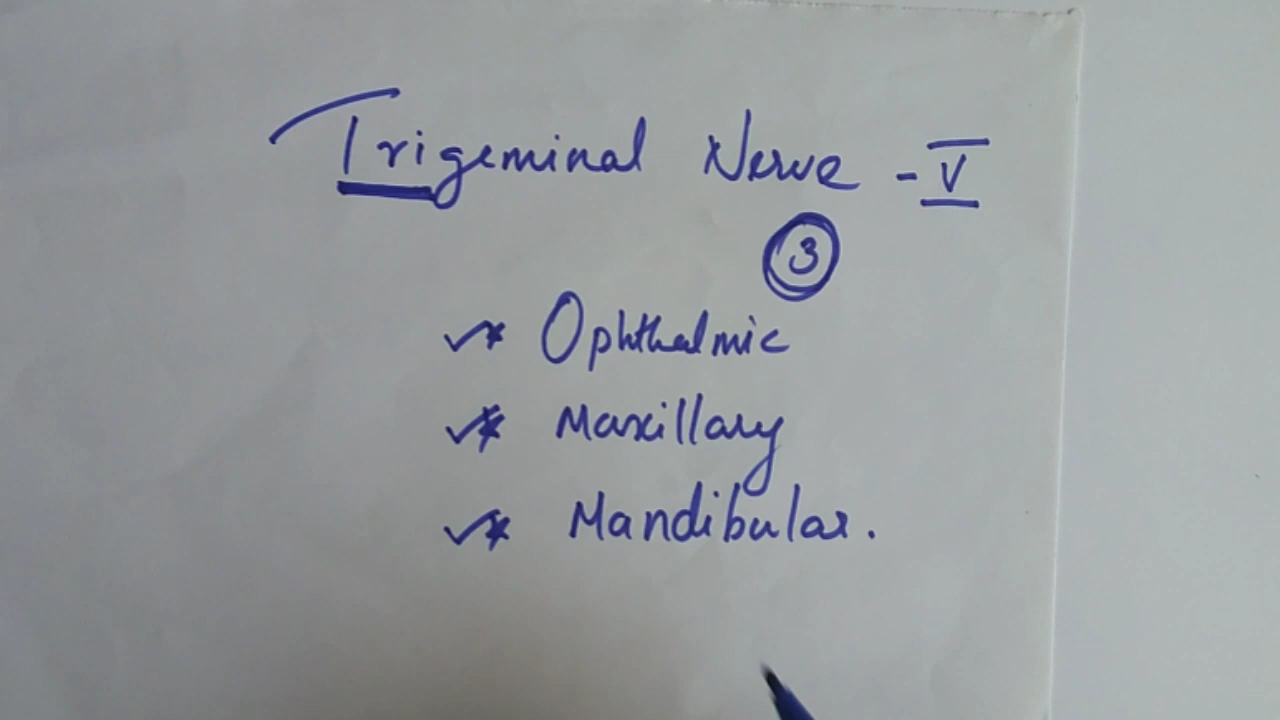 Trigeminal Nerve - V
3
* Ophthalmic
* Maxillary
* Mandibular.